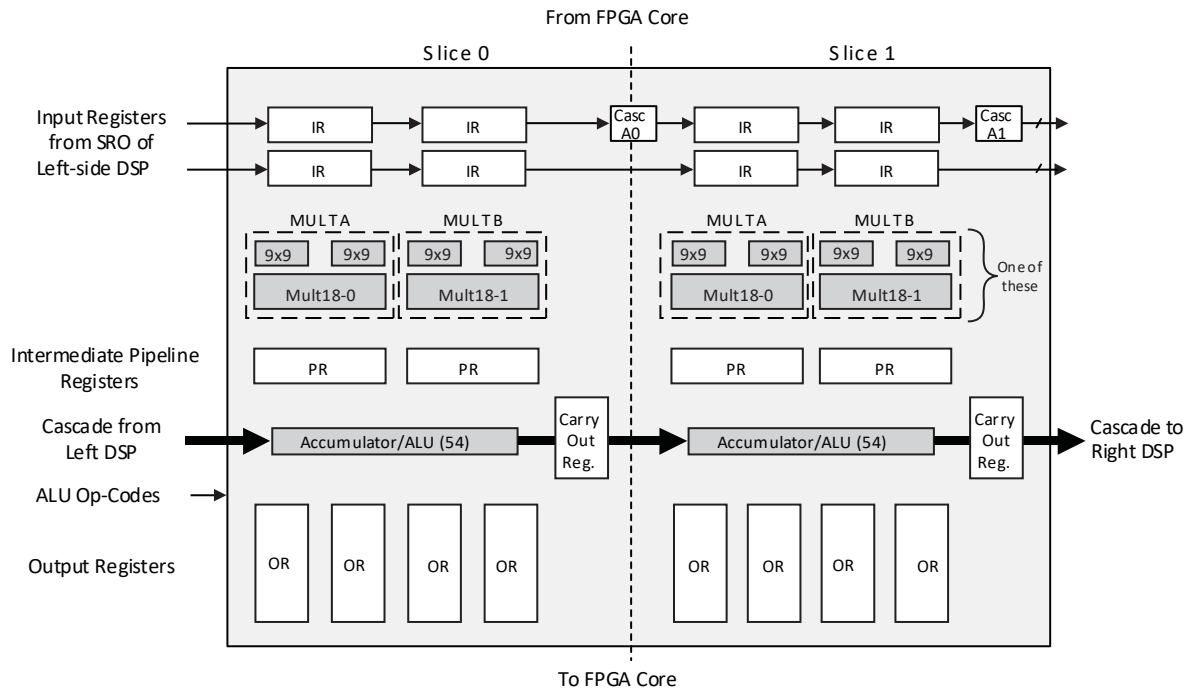 From FPGA Core
Slice 0
Slice 1
Input Registers
from SRO of
Left-side DSP
IR
IR
Casc
A0
IR
IR
Casc
A1
IR
IR
IR
IR
MULTA
MULTB
MULTA
MULTB
9x9
9x9
9x9
9x9
9x9
9x9
9x9
9x9
One of
these
Mult18-0
Mult18-1
Mult18-0
Mult18-1
Intermediate Pipeline
Registers
PR
PR
PR
PR
Cascade from
Left DSP
Accumulator/ALU (54)
Carry
Out
Reg.
Accumulator/ALU (54)
Carry
Out
Reg.
Cascade to
Right DSP
ALU Op-Codes
Output Registers
OR
OR
OR
OR
OR
OR
OR
OR
To FPGA Core